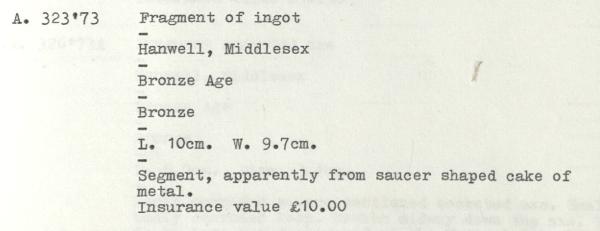 A. 323'73 Fragment of ingot
-
Hanwell, Middlesex
-
Bronze Age
-
Bronze
-
L. 10cm. W. 9.7cm.
-
Segment, apparently from saucer shaped cake of
metal.
Insurance value £10.00